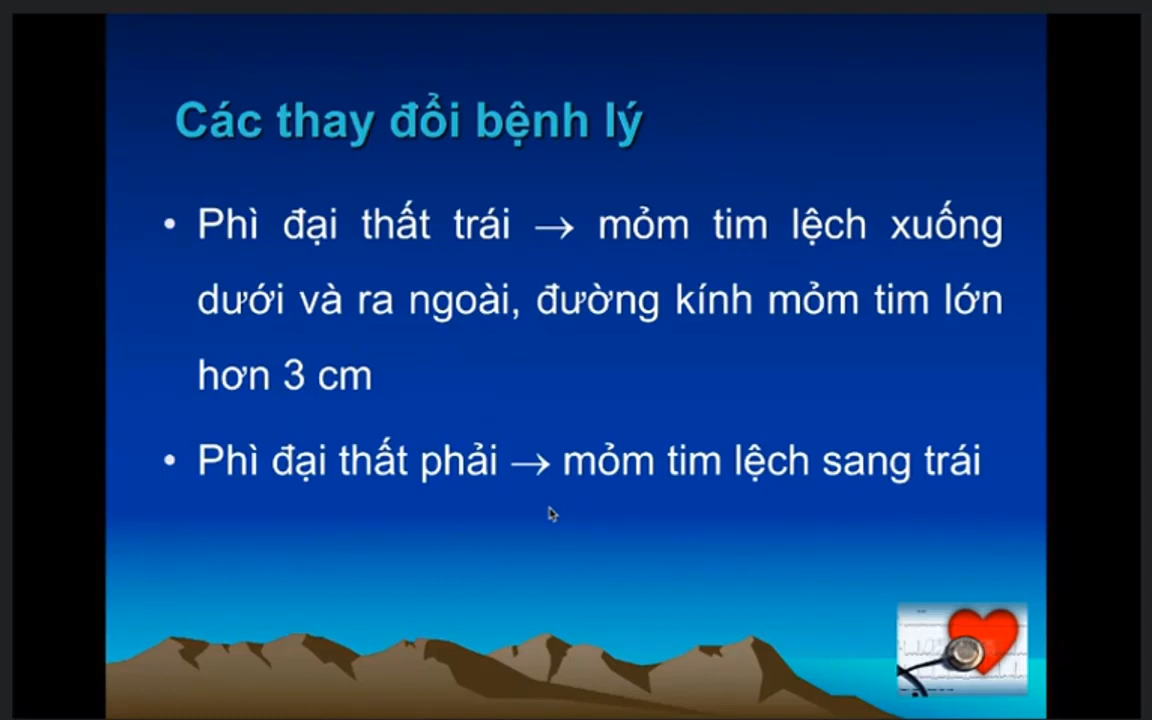 Các thay đổi bệnh lý
• Phì đại thất trái → mỏm tim lệch xuống
dưới và ra ngoài, đường kính mỏm tim lớn
hơn 3 cm
• Phì đại thất phải → mỏm tim lệch sang trái